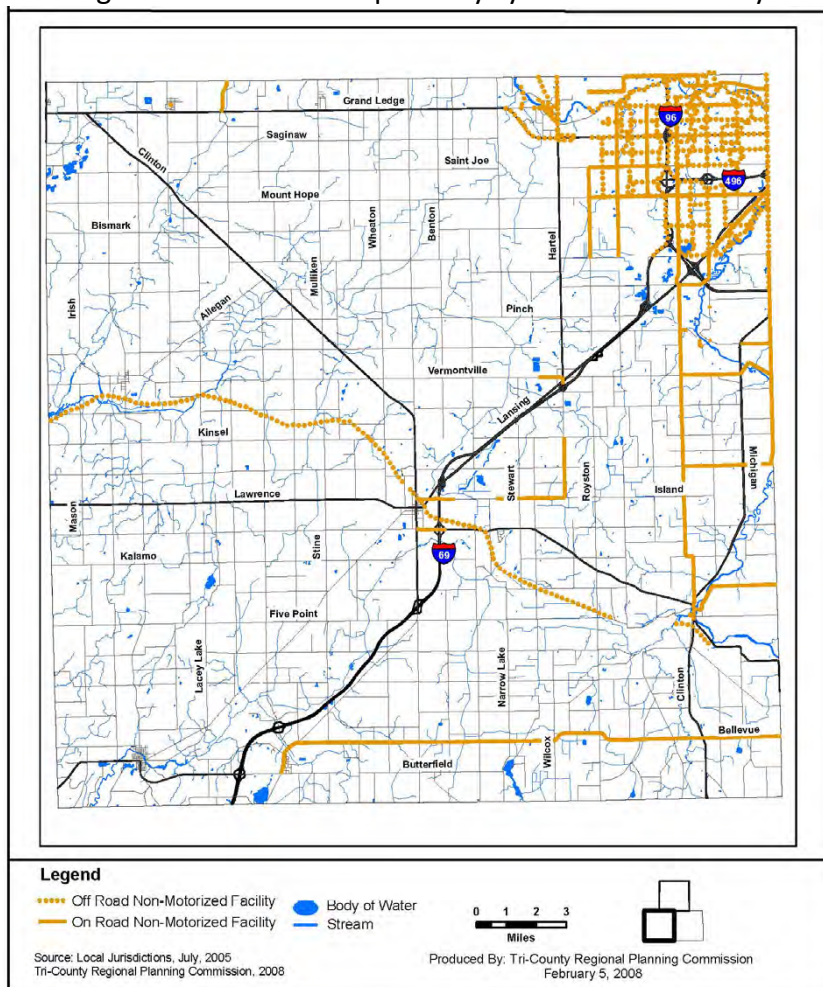 Grand Ledge
96
Saginaw
Saint Joe
Clinton
496
Mount Hope
Wheaton
Benton
Bismark
Hartel
Mulliken
Irish
Allegan
Pinch
Vermontville
Lansing
Kinsel
Michigan
Stewart
Royston
Lawrence
Island
Mason
Stine
69
Kalamo
Five Point
Lacey Lake
Narrow Lake
Clinton
Bellevue
Wilcox
Butterfield
Legend
Off Road Non-Motorized Facility
Body of Water
On Road Non-Motorized Facility
Stream
0 1 2 3
Miles
Source: Local Jurisdictions, July, 2005
Tri-County Regional Planning Commission, 2008
Produced By: Tri-County Regional Planning Commission
February 5, 2008